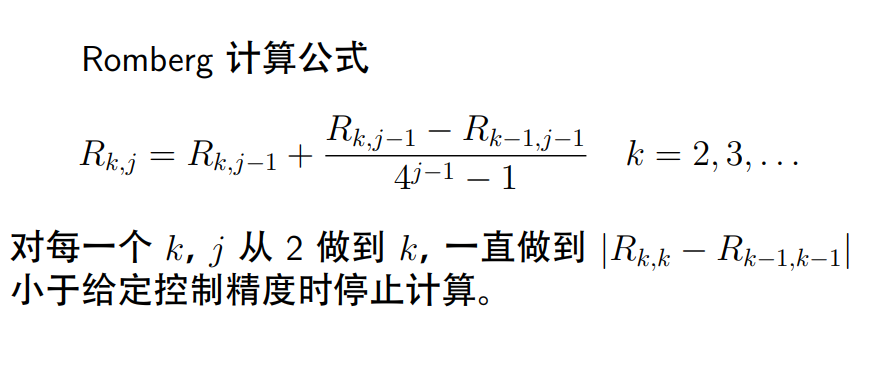 Romberg 计算公式
R_{k,j} = R_{k,j-1} + \frac{R_{k,j-1} - R_{k-1,j-1}}{4^{j-1} - 1} k = 2, 3, ...
对每一个 k, j 从 2 做到 k, 一直做到 |R_{k,k} - R_{k-1,k-1}|
小于给定控制精度时停止计算。